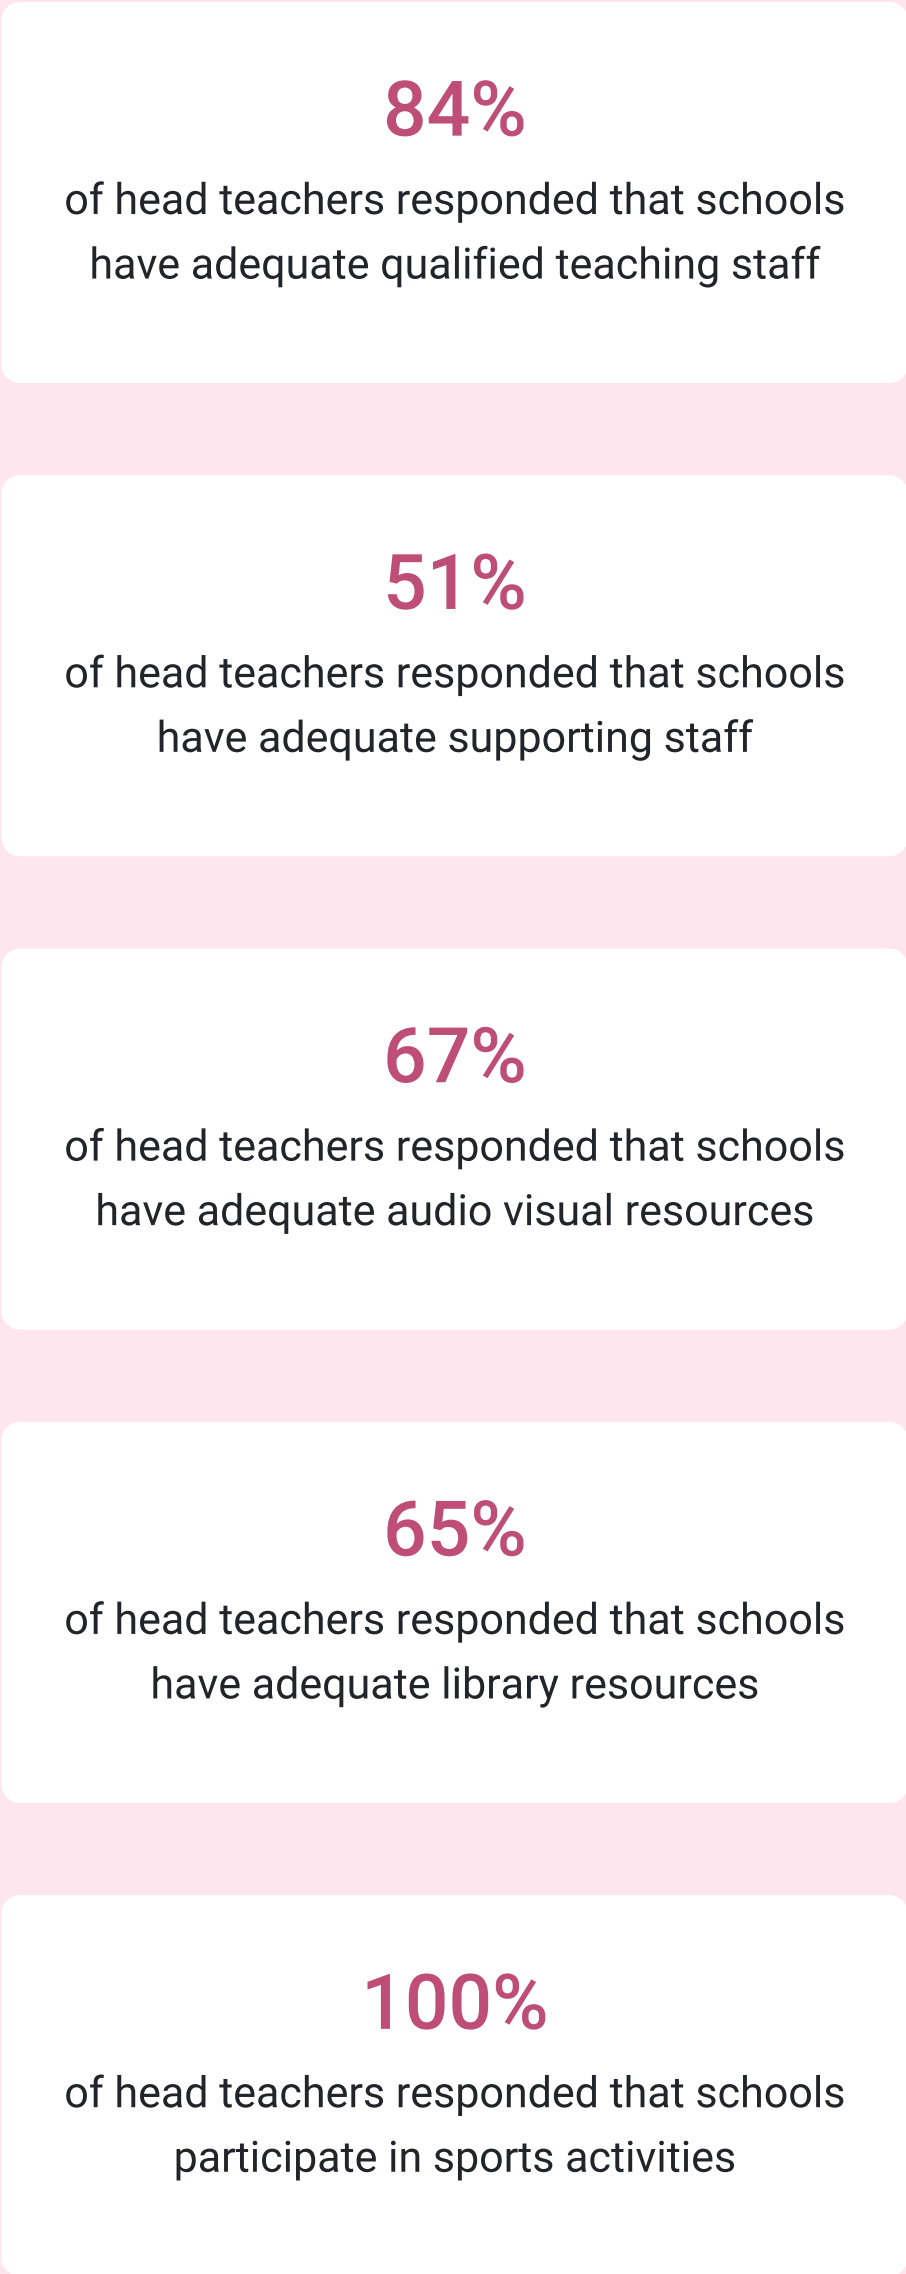 84%
of head teachers responded that schools
have adequate qualified teaching staff
51%
of head teachers responded that schools
have adequate supporting staff
67%
of head teachers responded that schools
have adequate audio visual resources
65%
of head teachers responded that schools
have adequate library resources
100%
of head teachers responded that schools
participate in sports activities